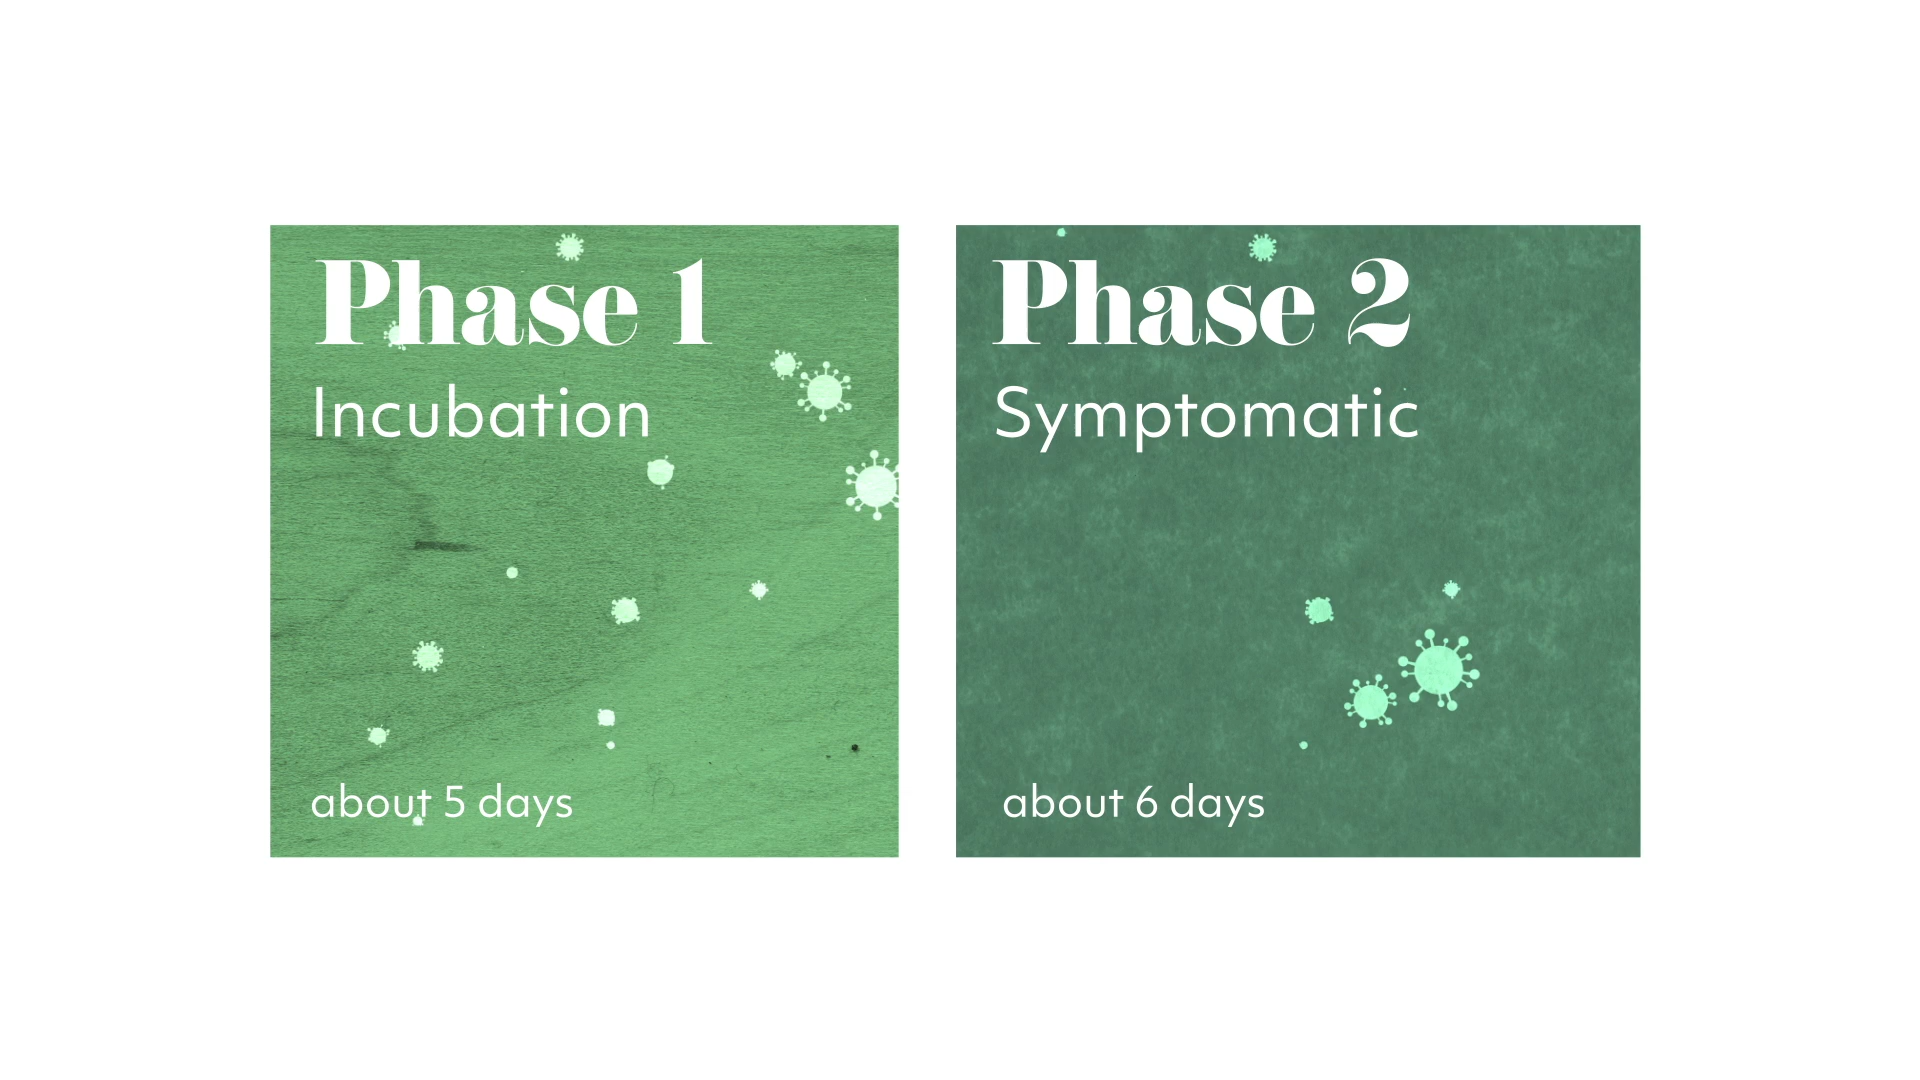 Phase 1
Incubation
about 5 days
Phase 2
Symptomatic
about 6 days